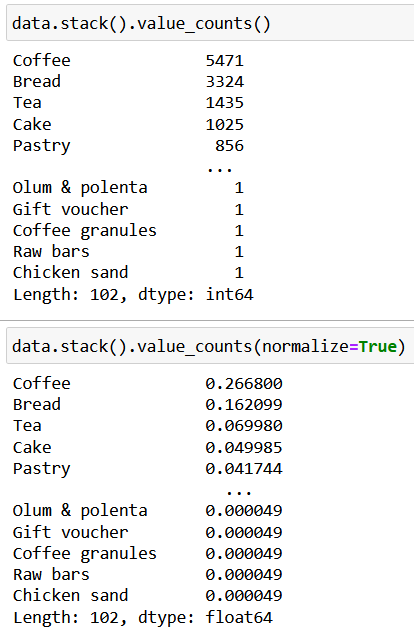 data.stack().value_counts()
Coffee 5471
Bread 3324
Tea 1435
Cake 1025
Pastry 856
...
Olum & polenta 1
Gift voucher 1
Coffee granules 1
Raw bars 1
Chicken sand 1
Length: 102, dtype: int64
data.stack().value_counts(normalize=True)
Coffee 0.266800
Bread 0.162099
Tea 0.069980
Cake 0.049985
Pastry 0.041744
...
Olum & polenta 0.000049
Gift voucher 0.000049
Coffee granules 0.000049
Raw bars 0.000049
Chicken sand 0.000049
Length: 102, dtype: float64